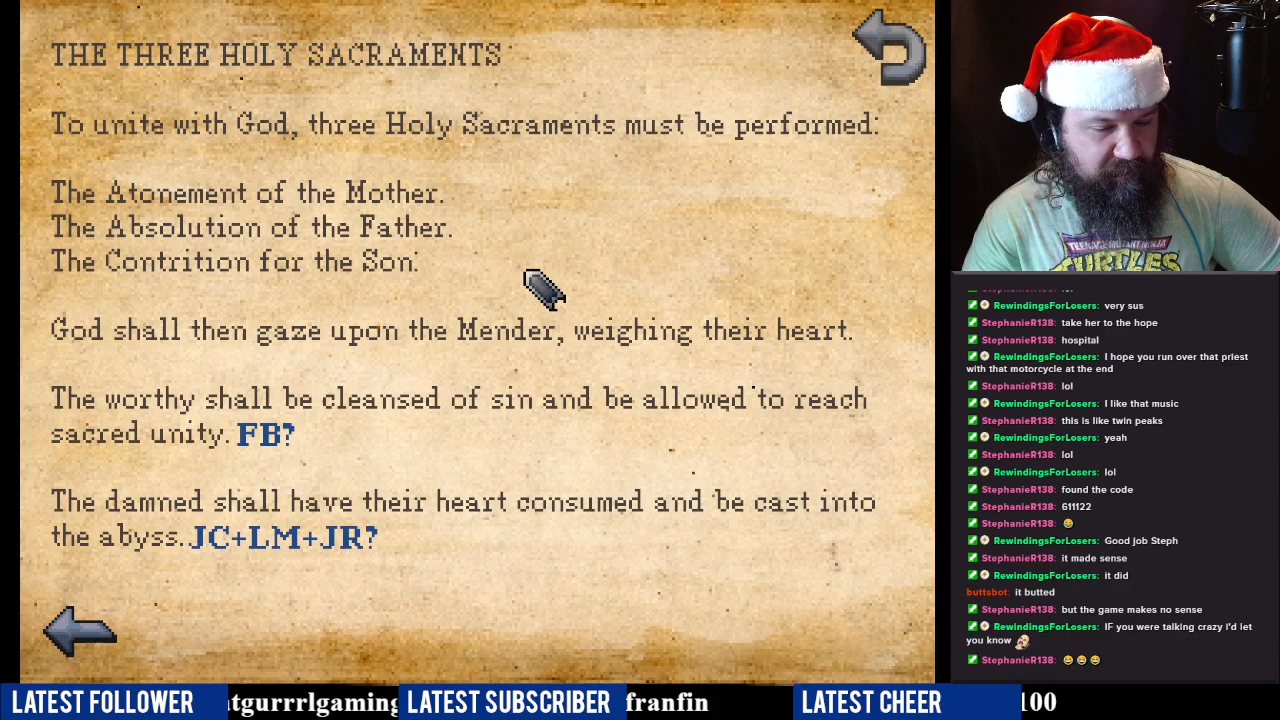 THE THREE HOLY SACRAMENTS
To unite with God, three Holy Sacraments must be performed:
The Atonement of the Mother.
The Absolution of the Father.
The Contrition for the Son.
God shall then gaze upon the Mender, weighing their heart.
The worthy shall be cleansed of sin and be allowed to reach
sacred unity. FB?
The damned shall have their heart consumed and be cast into
the abyss. JC+LM+JR?
TEENAGE MUTANT NINJA
TURTLES
RewindingsForLosers: very sus
StephanieR138: take her to the hope
StephanieR138: hospital
RewindingsForLosers: I hope you run over that priest
with that motorcycle at the end
StephanieR138: lol
RewindingsForLosers: I like that music
StephanieR138: this is like twin peaks
RewindingsForLosers: yeah
StephanieR138: lol
RewindingsForLosers: lol
StephanieR138: found the code
StephanieR138: 611122
StephanieR138:
RewindingsForLosers: Good job Steph
StephanieR138: it made sense
RewindingsForLosers: it did
buttsbot: it butted
StephanieR138: but the game makes no sense
RewindingsForLosers: IF you were talking crazy i'd let
you know
StephanieR138:
LATEST FOLLOWER atgurrrlgaming LATEST SUBSCRIBER franfin LATEST CHEER 100